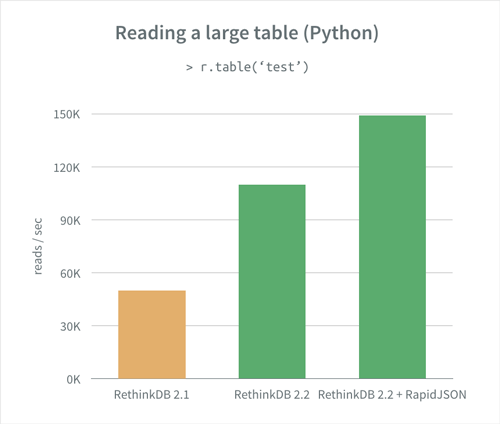 Reading a large table (Python)
> r.table(‘test’)
150K
120K
90K
60K
30K
0K
reads / sec
RethinkDB 2.1
RethinkDB 2.2
RethinkDB 2.2 + RapidJSON